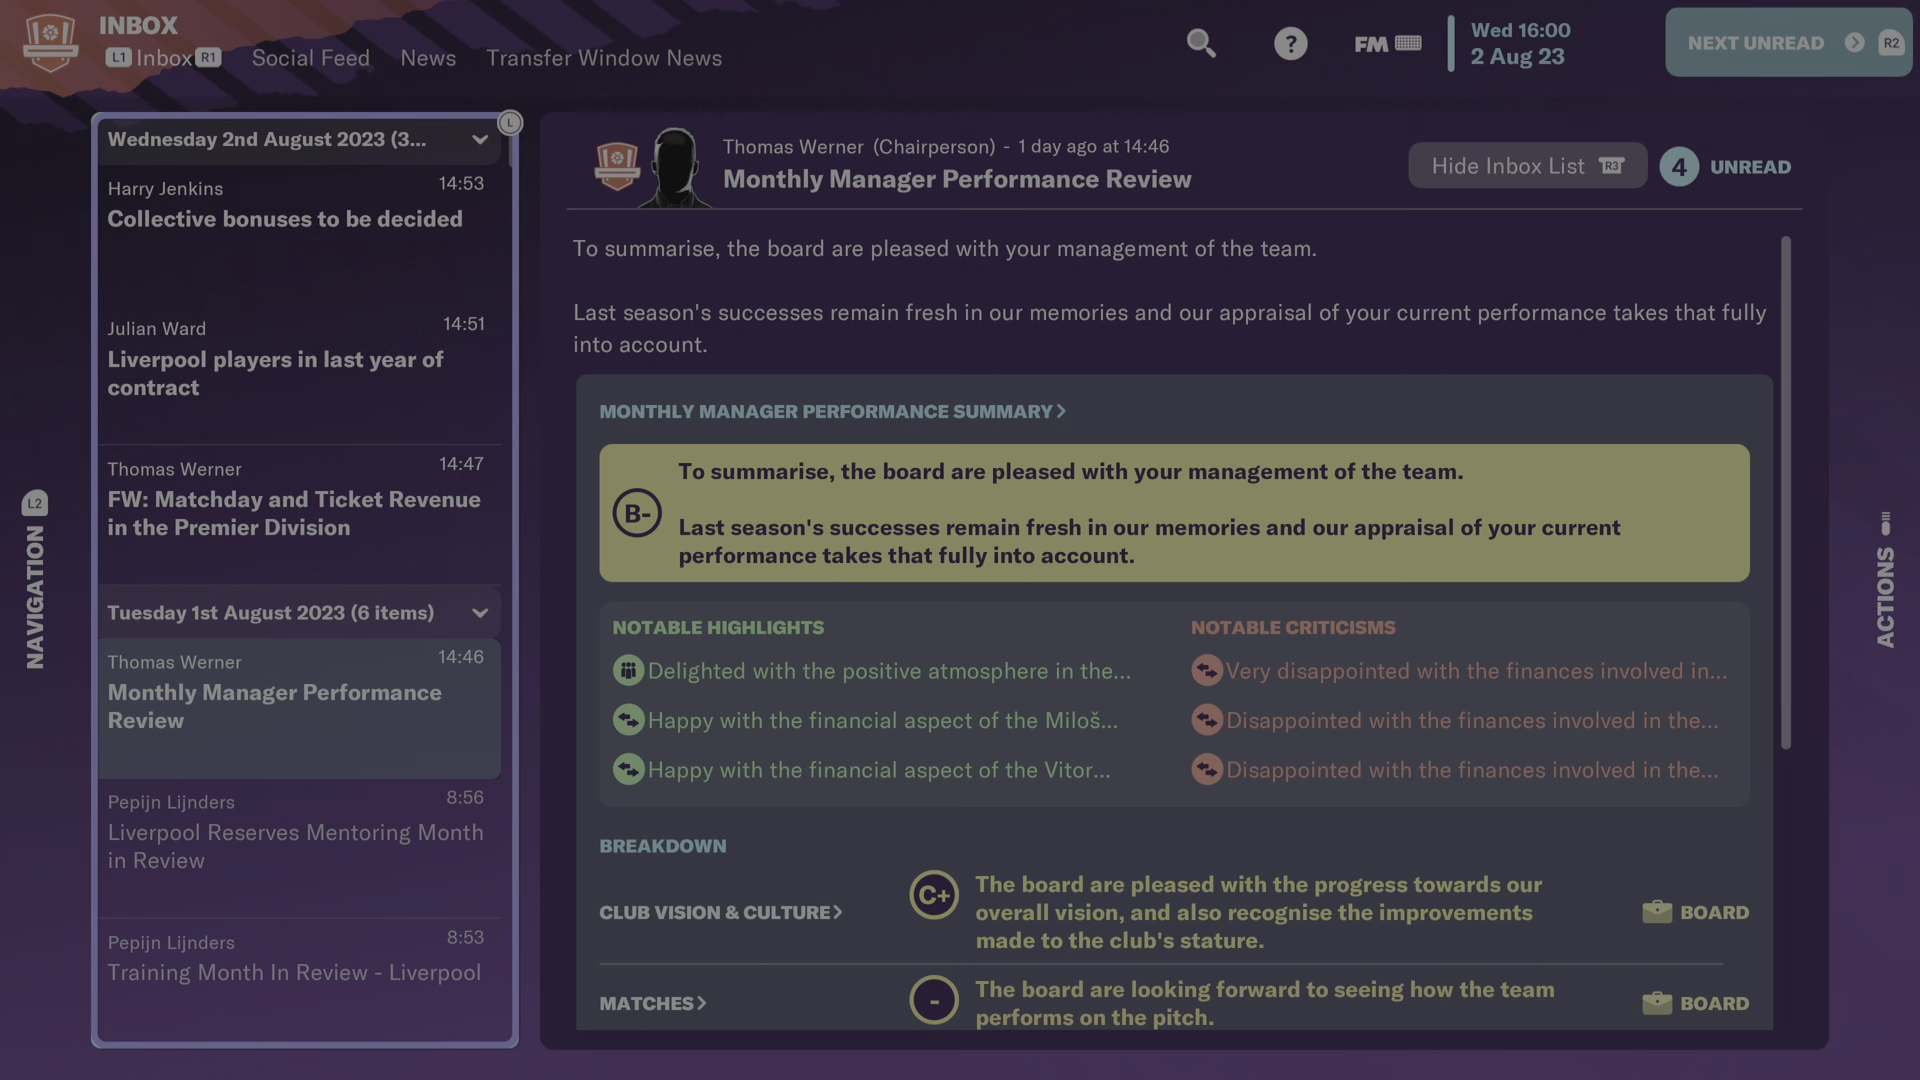 INBOX
L1 Inbox R1 Social Feed News Transfer Window News
?
FM
Wed 16:00
2 Aug 23
NEXT UNREAD R2
L2
NAVIGATION
L
Wednesday 2nd August 2023 (3...
Harry Jenkins 14:53
Collective bonuses to be decided
Julian Ward 14:51
Liverpool players in last year of
contract
Thomas Werner 14:47
FW: Matchday and Ticket Revenue
in the Premier Division
Tuesday 1st August 2023 (6 items)
Thomas Werner 14:46
Monthly Manager Performance
Review
Pepijn Lijnders 8:56
Liverpool Reserves Mentoring Month
in Review
Pepijn Lijnders 8:53
Training Month In Review - Liverpool
Thomas Werner (Chairperson) - 1 day ago at 14:46
Monthly Manager Performance Review
Hide Inbox List R3
4 UNREAD
To summarise, the board are pleased with your management of the team.
Last season's successes remain fresh in our memories and our appraisal of your current performance takes that fully
into account.
MONTHLY MANAGER PERFORMANCE SUMMARY
B-
To summarise, the board are pleased with your management of the team.
Last season's successes remain fresh in our memories and our appraisal of your current
performance takes that fully into account.
NOTABLE HIGHLIGHTS
Delighted with the positive atmosphere in the...
Happy with the financial aspect of the Miloš...
Happy with the financial aspect of the Vitor...
NOTABLE CRITICISMS
Very disappointed with the finances involved in...
Disappointed with the finances involved in the...
Disappointed with the finances involved in the...
BREAKDOWN
CLUB VISION & CULTURE
C+
The board are pleased with the progress towards our
overall vision, and also recognise the improvements
made to the club's stature.
BOARD
MATCHES
-
The board are looking forward to seeing how the team
performs on the pitch.
BOARD
ACTIONS